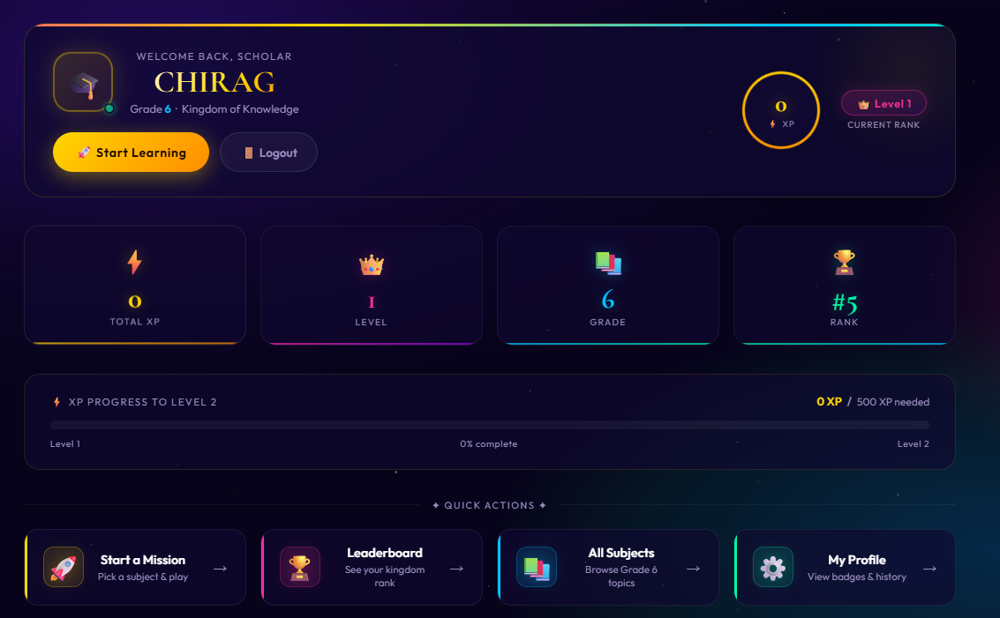 WELCOME BACK, SCHOLAR
CHIRAG
Grade 6 · Kingdom of Knowledge
Start Learning
Logout
0
XP
Level 1
CURRENT RANK
0
TOTAL XP
1
LEVEL
6
GRADE
#5
RANK
XP PROGRESS TO LEVEL 2
0 XP / 500 XP needed
Level 1
0% complete
Level 2
✦ QUICK ACTIONS ✦
Start a Mission
Pick a subject & play
→
Leaderboard
See your kingdom
rank
→
All Subjects
Browse Grade 6
topics
→
My Profile
View badges & history
→